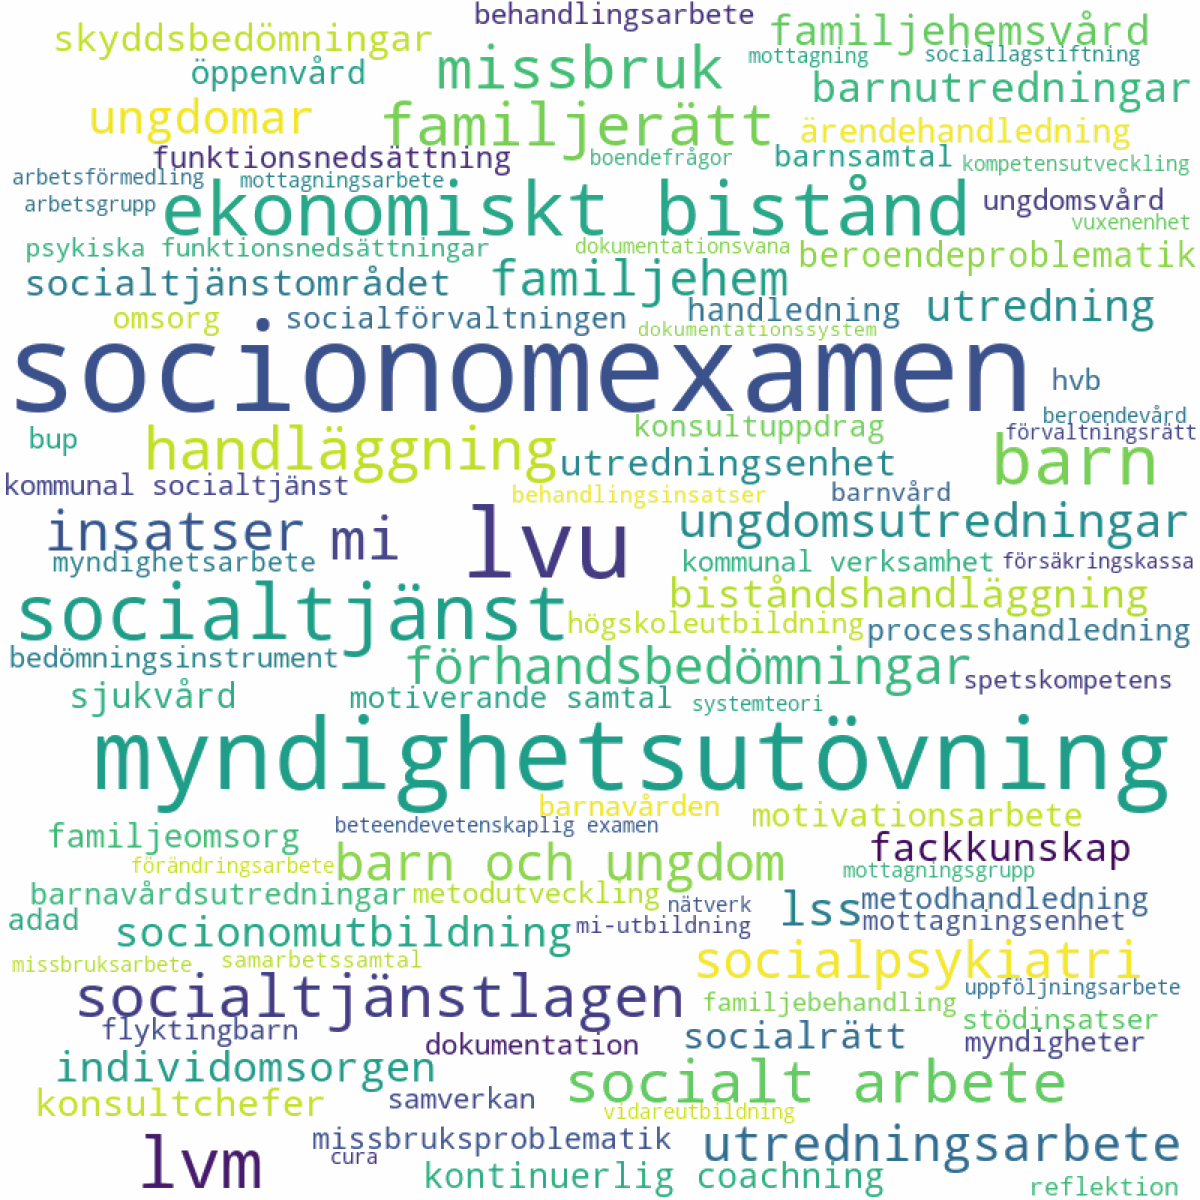 behandlingsarbete
skyddsbedömningar
familjehemsvård
missbruk
mottagning
sociallagstiftning
öppenvård
barnutredningar
ungdomar
familjerätt
ärendehandledning
funktionsnedsättning
boendefrågor
barnsamtal
kompetensutveckling
arbetsförmedling
mottagningsarbete
ekonomiskt bistånd
ungdomsvård
arbetsgrupp
vuxenenhet
psykiska funktionsnedsättningar
dokumentationsvana
beroendeproblematik
socialtjänstområdet
familjehem
handledning
utredning
omsorg
socialförvaltningen
dokumentationssystem
socionomexamen
hvb
beroendevård
bup
handläggning
konsultuppdrag
förvaltningsrätt
utredningsenhet
barn
kommunal socialtjänst
behandlingsinsatser
barnvård
insatser
mi
lvu
ungdomsutredningar
myndighetsarbete
kommunal verksamhet
försäkringskassa
socialtjänst
biståndshandläggning
högskoleutbildning
processhandledning
bedömningsinstrument
förhandsbedömningar
spetskompetens
sjukvård
motiverande samtal
systemteori
myndighetsutövning
barnavården
motivationsarbete
familjeomsorg
beteendevetenskaplig examen
fackkunskap
förändringsarbete
barn och ungdom
mottagningsgrupp
barnavårdsutredningar
metodutveckling
nätverk
lss
metodhandledning
adad
socionomutbildning
mi-utbildning
mottagningsenhet
missbruksarbete
samarbetssamtal
socialpsykiatri
socialtjänstlagen
uppföljningsarbete
familjebehandling
flyktingbarn
stödinsatser
dokumentation
socialrätt
myndigheter
individomsorgen
socialt arbete
konsultchefer
samverkan
vidareutbildning
lvm
missbruksproblematik
utredningsarbete
cura
kontinuerlig coachning
reflektion